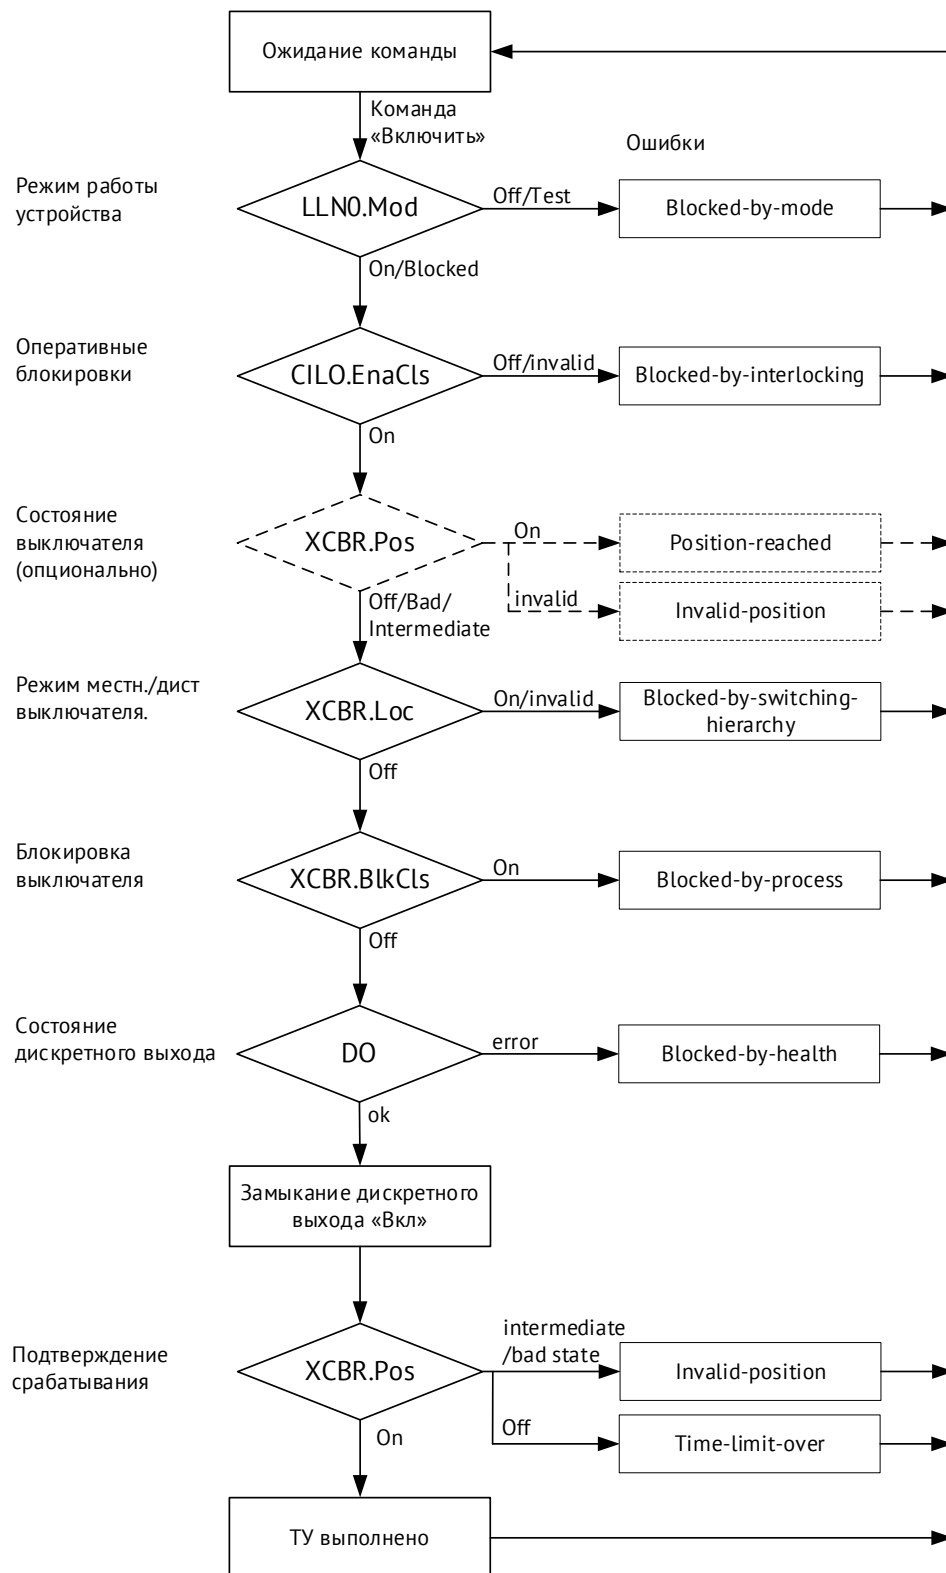 Ожидание команды
Команда
«Включить»
Ошибки
Режим работы
устройства
LLN0.Mod
Off/Test
Blocked-by-mode
On/Blocked
Оперативные
блокировки
CILO.EnaCls
Off/invalid
Blocked-by-interlocking
On
Состояние
выключателя
(опционально)
XCBR.Pos
On
Position-reached
invalid
Invalid-position
Off/Bad/
Intermediate
Режим местн./дист
выключателя.
XCBR.Loc
On/invalid
Blocked-by-switching-
hierarchy
Off
Блокировка
выключателя
XCBR.BlkCls
On
Blocked-by-process
Off
Состояние
дискретного выхода
DO
error
Blocked-by-health
ok
Замыкание дискретного
выхода «Вкл»
Подтверждение
срабатывания
XCBR.Pos
intermediate
/bad state
Invalid-position
Off
Time-limit-over
On
ТУ выполнено